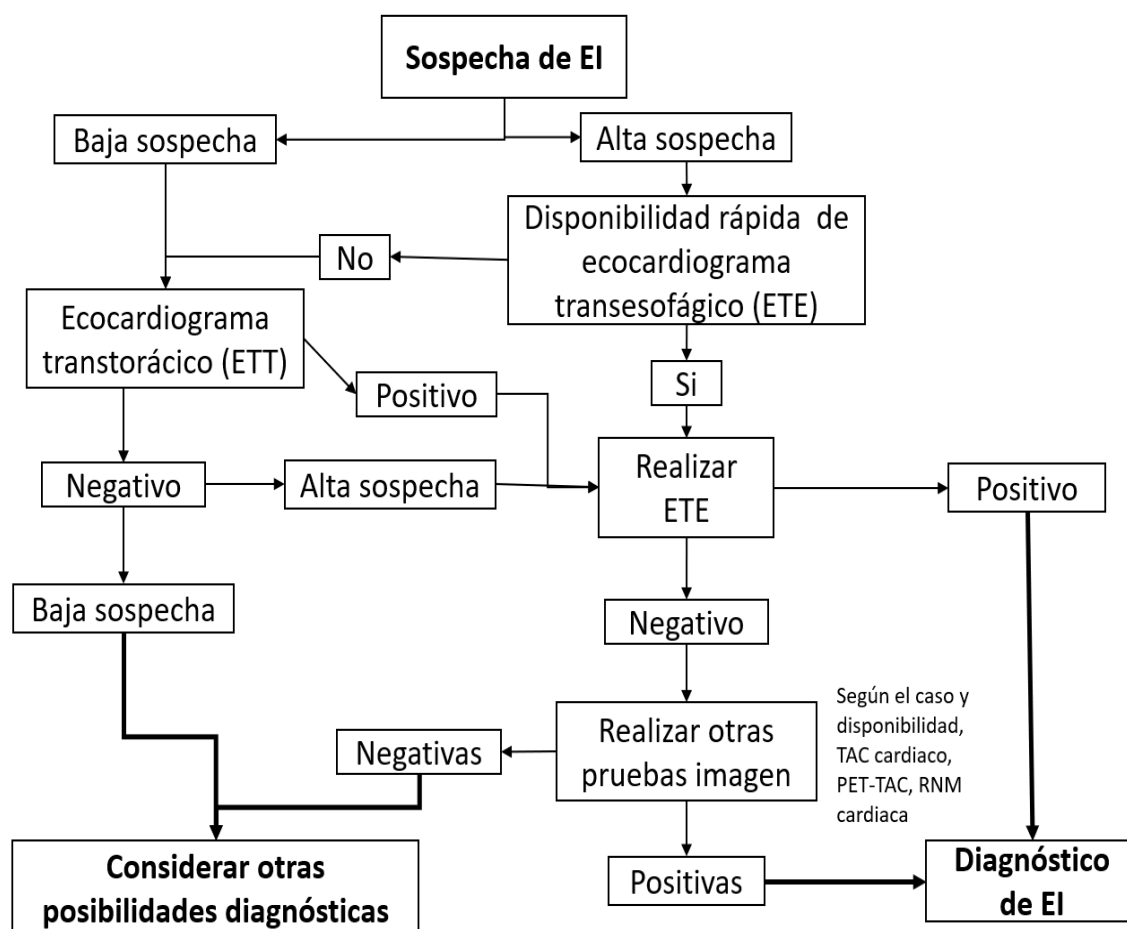 Sospecha de EI
Baja sospecha
Alta sospecha
Disponibilidad rápida de
ecocardiograma
transesofágico (ETE)
No
Ecocardiograma
transtorácico (ETT)
Si
Positivo
Negativo
Alta sospecha
Realizar
ETE
Positivo
Baja sospecha
Negativo
Según el caso y
disponibilidad,
TAC cardiaco,
PET-TAC, RNM
cardiaca
Negativas
Realizar otras
pruebas imagen
Considerar otras
posibilidades diagnósticas
Positivas
Diagnóstico
de EI